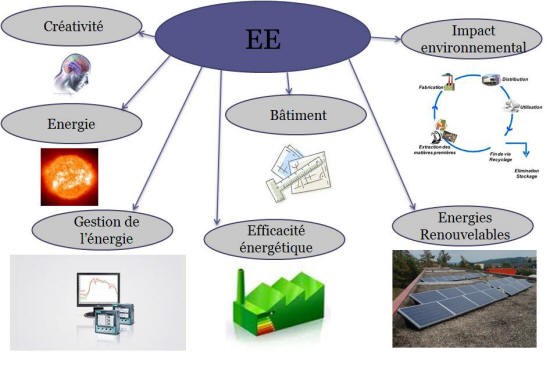 Créativité
EE
Impact
environnemental
Energie
Bâtiment
Fabrication
Distribution
Utilisation
Extraction des
matières premières
Fin de vie
Recyclage
Elimination
Stockage
Gestion de
l'énergie
Efficacité
énergétique
Energies
Renouvelables